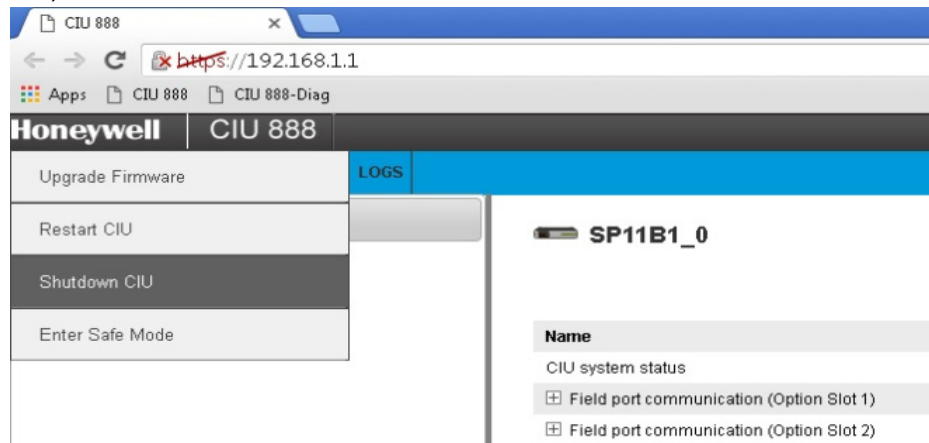 CIU 888
https://192.168.1.1
Apps CIU 888 CIU 888-Diag
Honeywell CIU 888
LOGS
Upgrade Firmware
Restart CIU
Shutdown CIU
Enter Safe Mode
SP11B1_0
Name
CIU system status
Field port communication (Option Slot 1)
Field port communication (Option Slot 2)